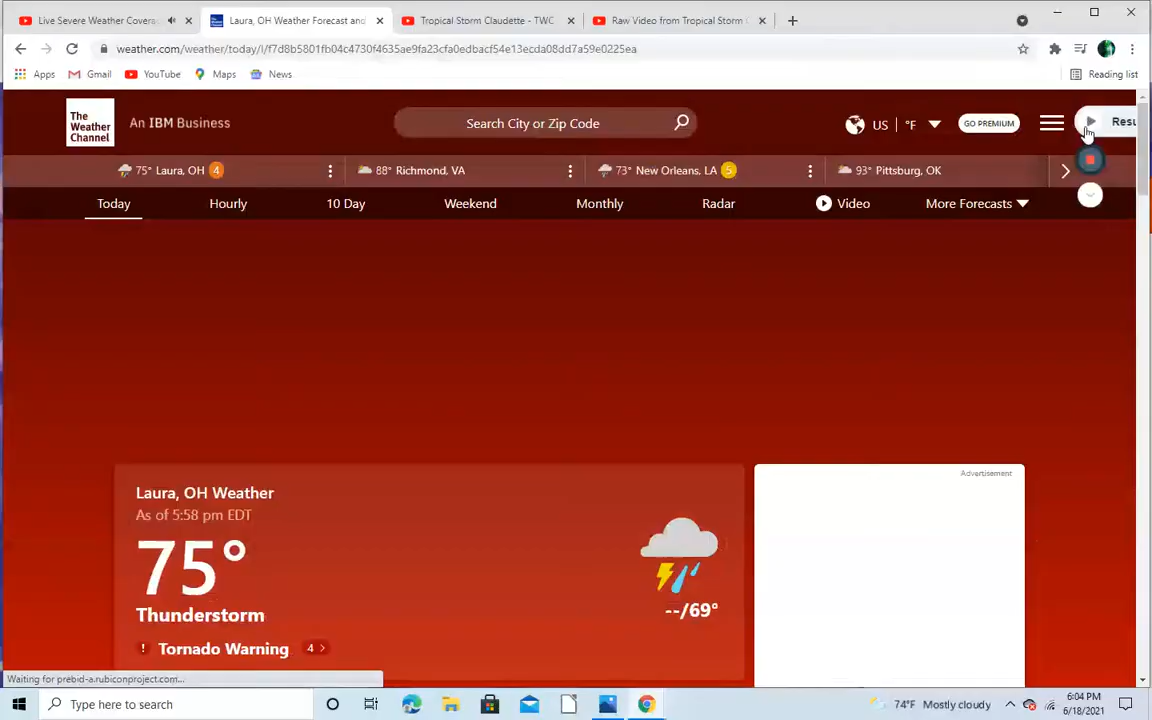 Live Severe Weather Covera
Laura, OH Weather Forecast and
Tropical Storm Claudette - TWC
Raw Video from Tropical Storm
weather.com/weather/today/l/f7d8b5801fb04c4730f4635ae9fa23cfa0edbacf54e13ecda08dd7a59e0225ea
Apps
Gmail
YouTube
Maps
News
Reading list
The
Weather
Channel
An IBM Business
Search City or Zip Code
US
°F
GO PREMIUM
Resu
75° Laura, OH 4
88° Richmond, VA
73° New Orleans, LA 5
93° Pittsburg, OK
Today
Hourly
10 Day
Weekend
Monthly
Radar
Video
More Forecasts
Laura, OH Weather
As of 5:58 pm EDT
75°
Thunderstorm
--/69°
! Tornado Warning 4
Advertisement
Waiting for prebid-a.rubiconproject.com...
Type here to search
74°F Mostly cloudy
6:04 PM
6/18/2021